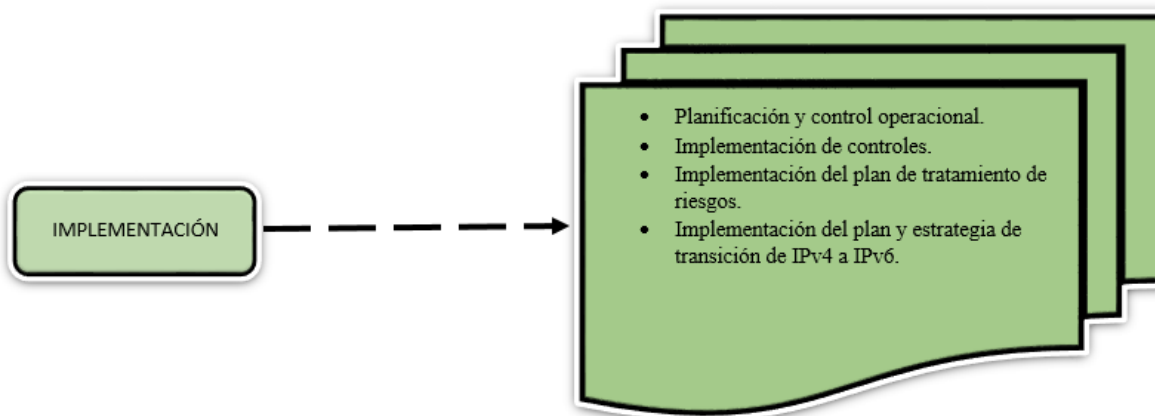 IMPLEMENTACIÓN
• Planificación y control operacional.
• Implementación de controles.
• Implementación del plan de tratamiento de
riesgos.
• Implementación del plan y estrategia de
transición de IPv4 a IPv6.